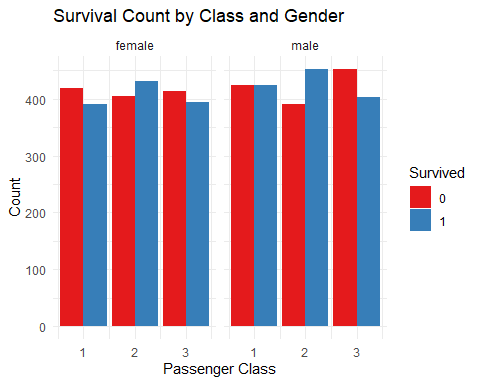 Survival Count by Class and Gender
female
male
400
300
200
100
0
Count
1 2 3
1 2 3
Passenger Class
Survived
0
1